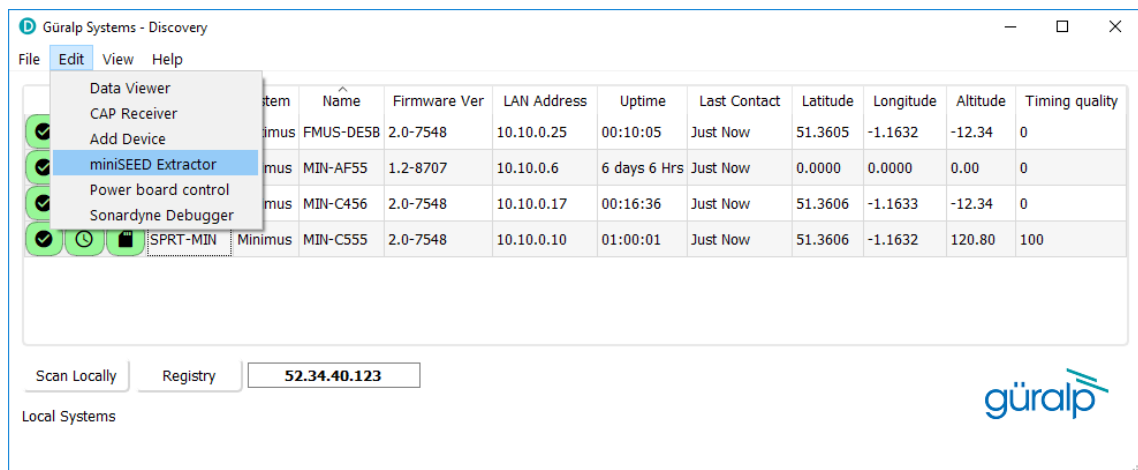 Güralp Systems - Discovery
File Edit View Help
Data Viewer
CAP Receiver
Add Device
miniSEED Extractor
Power board control
Sonardyne Debugger
Name Firmware Ver LAN Address Uptime Last Contact Latitude Longitude Altitude Timing quality
FMUS-DE5B 2.0-7548 10.10.0.25 00:10:05 Just Now 51.3605 -1.1632 -12.34 0
MIN-AF55 1.2-8707 10.10.0.6 6 days 6 Hrs Just Now 0.0000 0.0000 0.00 0
MIN-C456 2.0-7548 10.10.0.17 00:16:36 Just Now 51.3606 -1.1633 -12.34 0
SPRT-MIN Minimus MIN-C555 2.0-7548 10.10.0.10 01:00:01 Just Now 51.3606 -1.1632 120.80 100
Scan Locally Registry 52.34.40.123
güralp
Local Systems